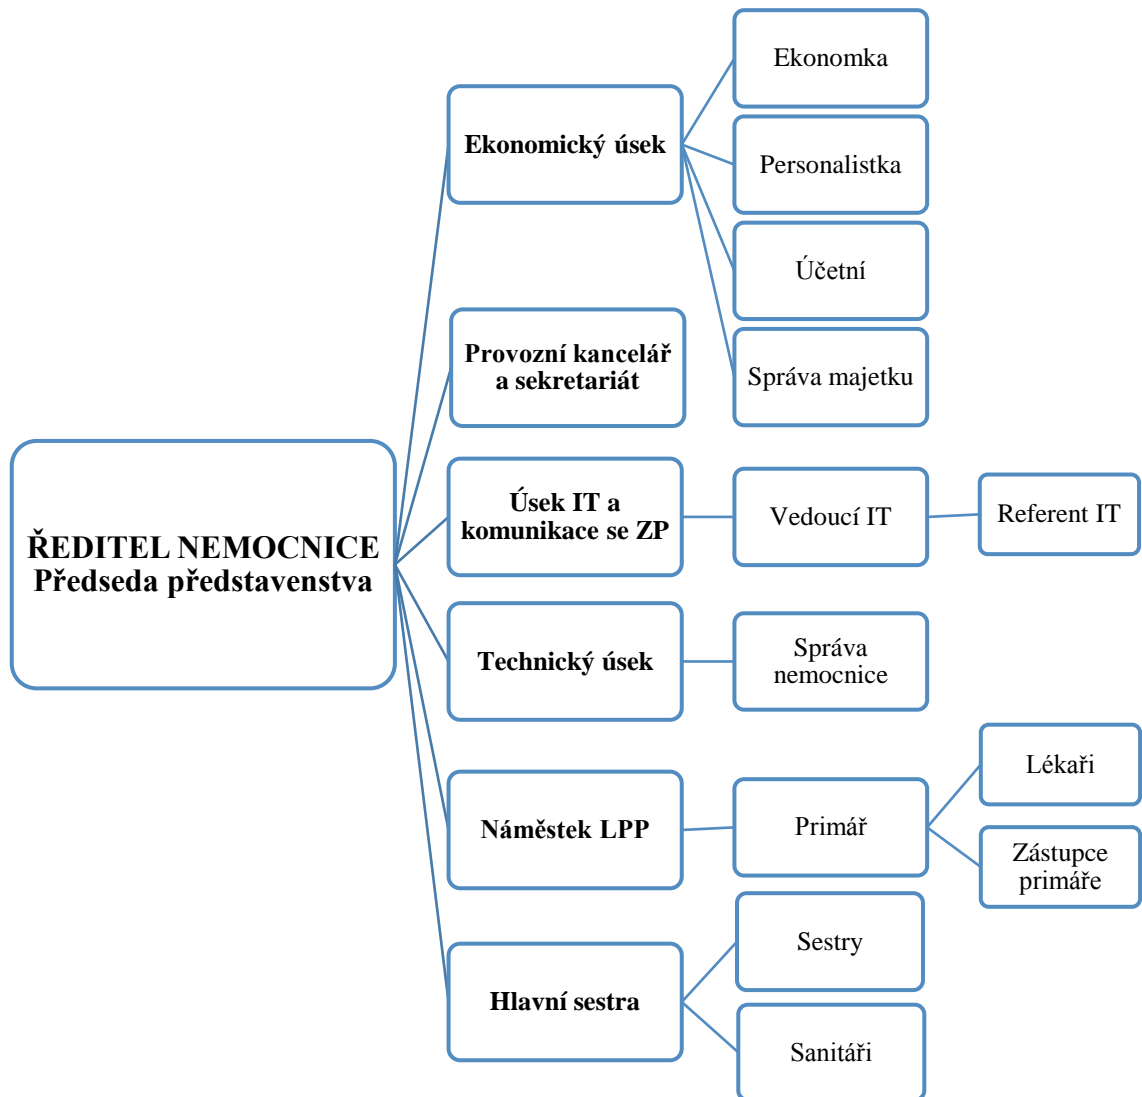 ŘEDITEL NEMOCNICE
Předseda představenstva
Ekonomický úsek
Ekonomka
Personalistka
Účetní
Správa majetku
Provozní kancelář
a sekretariát
Úsek IT a
komunikace se ZP
Vedoucí IT
Referent IT
Technický úsek
Správa
nemocnice
Náměstek LPP
Primář
Lékaři
Zástupce
primáře
Hlavní sestra
Sestry
Sanitáři